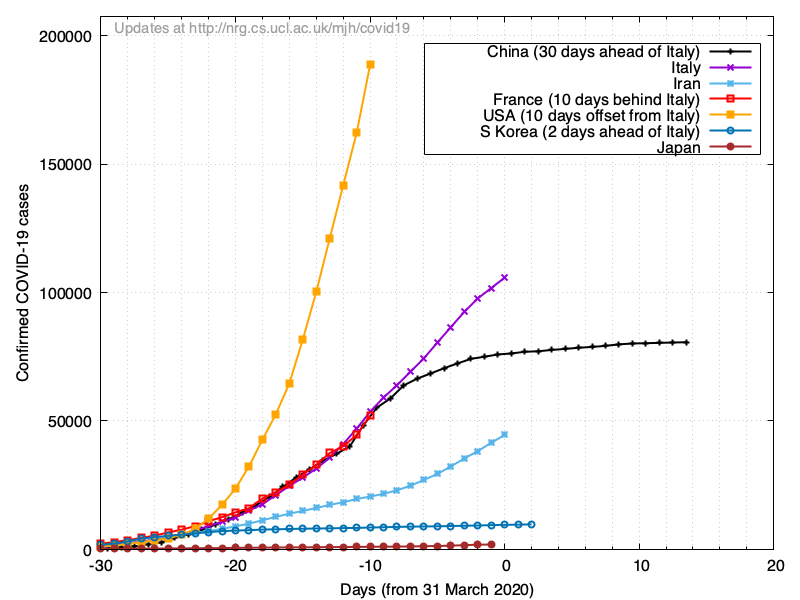 Updates at http://nrg.cs.ucl.ac.uk/mjh/covid19
200000
150000
100000
50000
0
Confirmed COVID-19 cases
China (30 days ahead of Italy)
Italy
Iran
France (10 days behind Italy)
USA (10 days offset from Italy)
S Korea (2 days ahead of Italy)
Japan
-30 -20 -10 0 10 20
Days (from 31 March 2020)